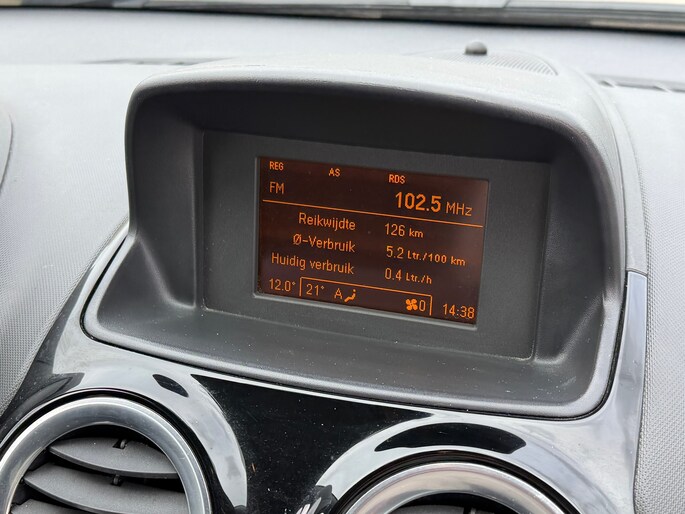 REG AS RDS
FM 102.5 MHz
Reikwijdte 126 km
Ø-Verbruik 5.2 Ltr./100 km
Huidig verbruik 0.4 Ltr./h
12.0° 21° A 0 14:38